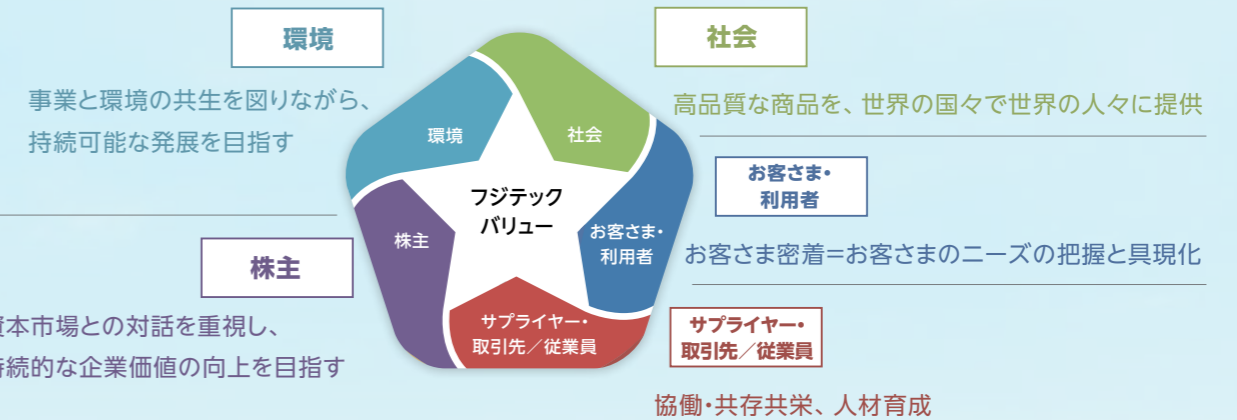 環境
事業と環境の共生を図りながら、
持続可能な発展を目指す
株主
資本市場との対話を重視し、
持続的な企業価値の向上を目指す
環境
社会
フジテック
バリュー
株主
お客さま・
利用者
サプライヤー・
取引先／従業員
社会
高品質な商品を、世界の国々で世界の人々に提供
お客さま・
利用者
お客さま密着＝お客さまのニーズの把握と具現化
サプライヤー・
取引先／従業員
協働・共存共栄、人材育成